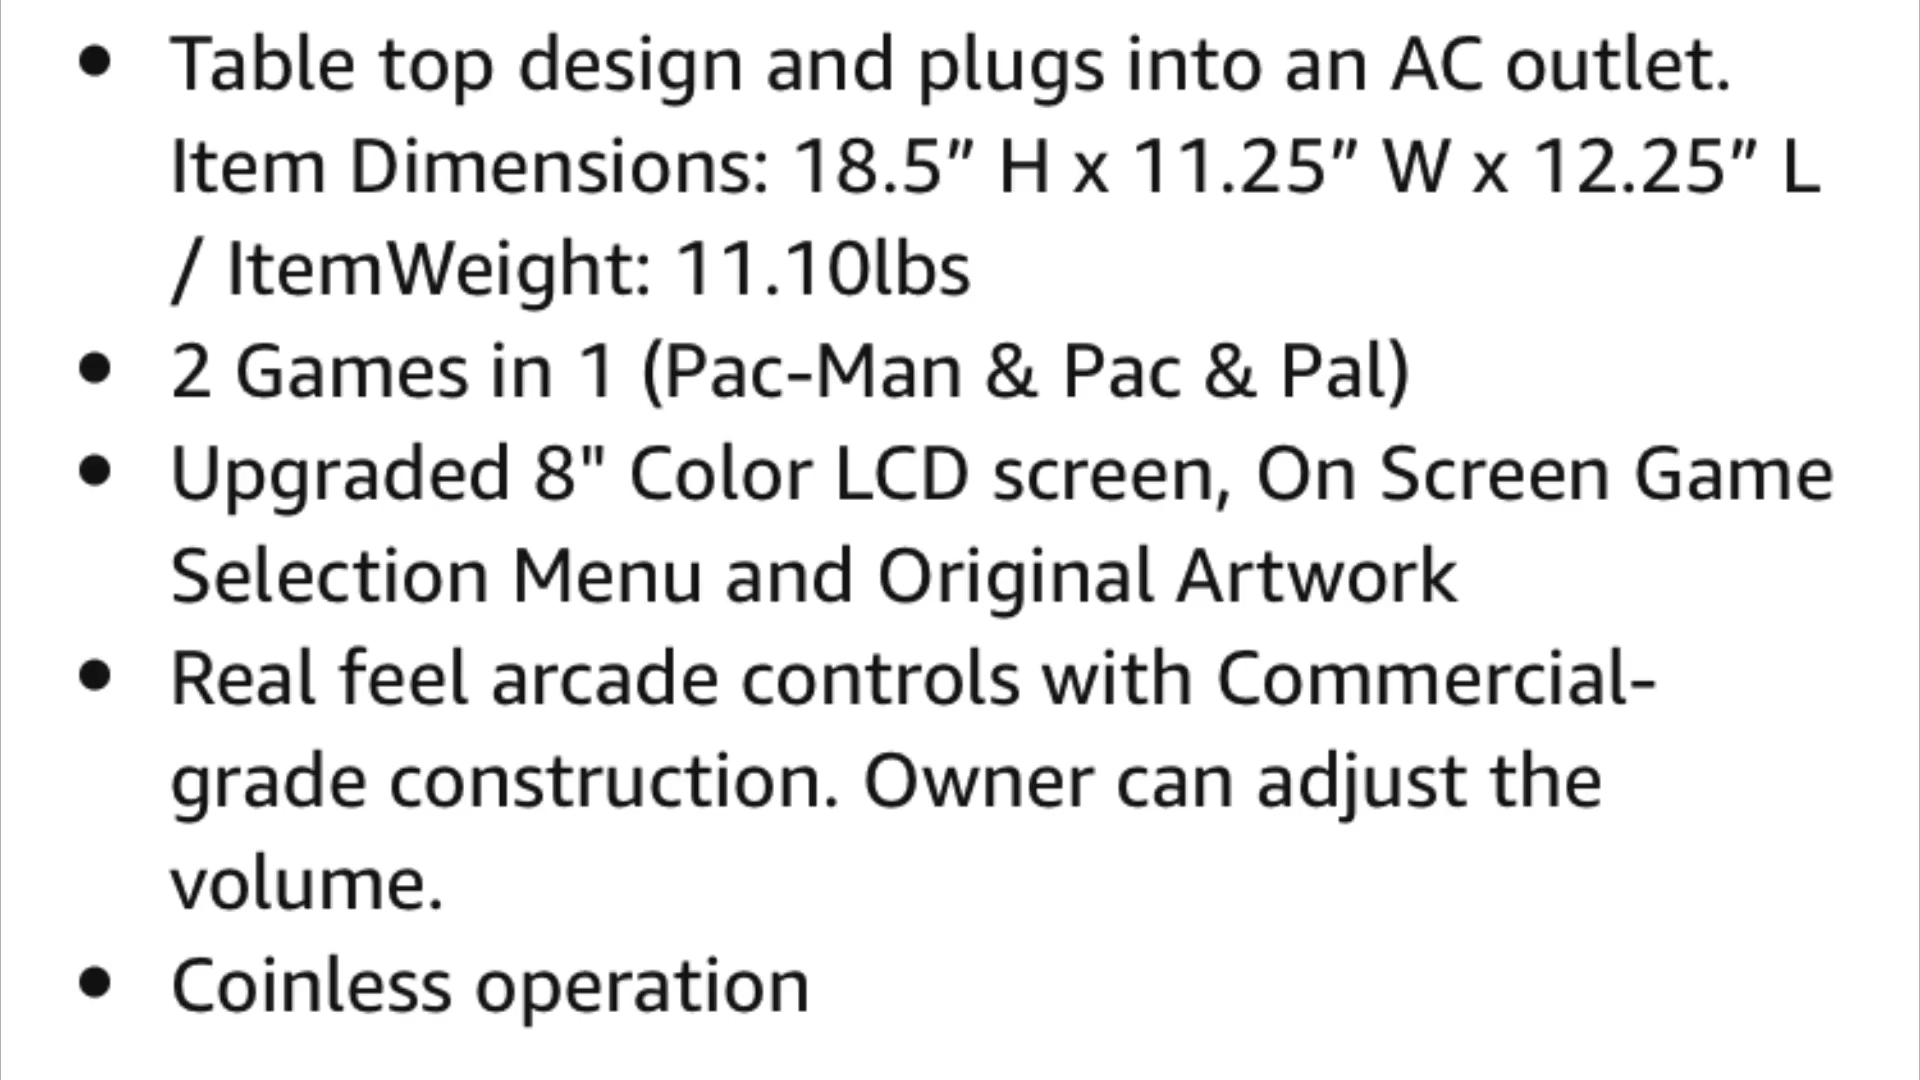 • Table top design and plugs into an AC outlet.
Item Dimensions: 18.5” H x 11.25” W x 12.25” L
/ ItemWeight: 11.10lbs
• 2 Games in 1 (Pac-Man & Pac & Pal)
• Upgraded 8" Color LCD screen, On Screen Game
Selection Menu and Original Artwork
• Real feel arcade controls with Commercial-
grade construction. Owner can adjust the
volume.
• Coinless operation